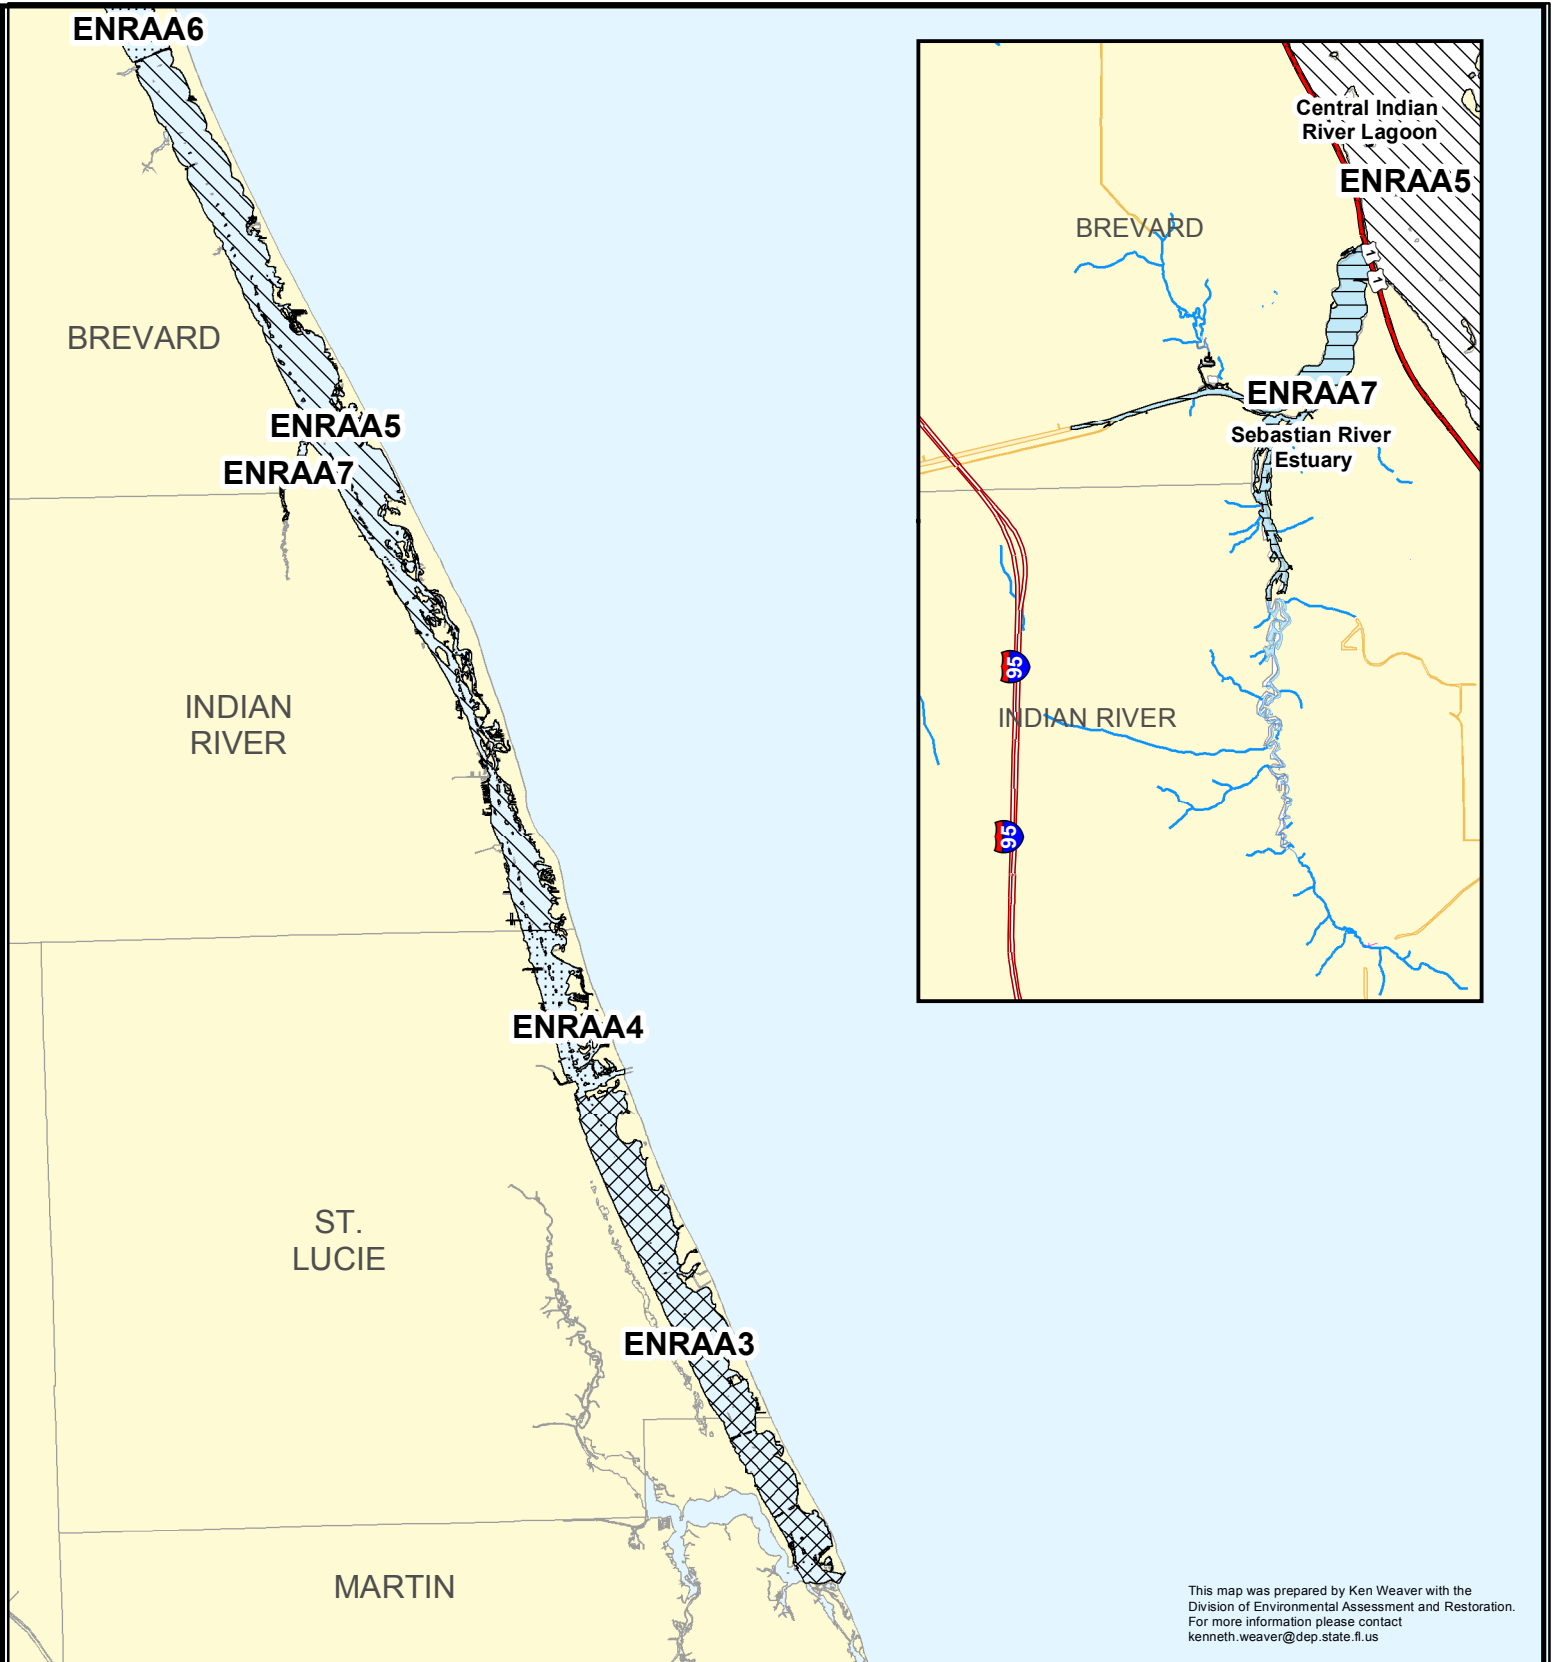 ENRAA6
BREVARD
ENRAA5
ENRAA7
INDIAN
RIVER
ENRAA4
ST.
LUCIE
ENRAA3
MARTIN
Central Indian
River Lagoon
ENRAA5
BREVARD
1
1
ENRAA7
Sebastian River
Estuary
95
INDIAN RIVER
95
This map was prepared by Ken Weaver with the
Division of Environmental Assessment and Restoration.
For more information please contact
kenneth.weaver@dep.state.fl.us